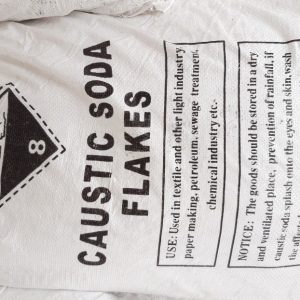 8
CAUSTIC SODA
FLAKES
USE: Used in textile and other light industry,
paper making, petroleum, sewage treatment,
chemical industry etc.
NOTICE: The goods should be stored in a dry
and ventilated place, prevention of rainfall, if
caustic soda splash onto the eyes and skin, wash
the